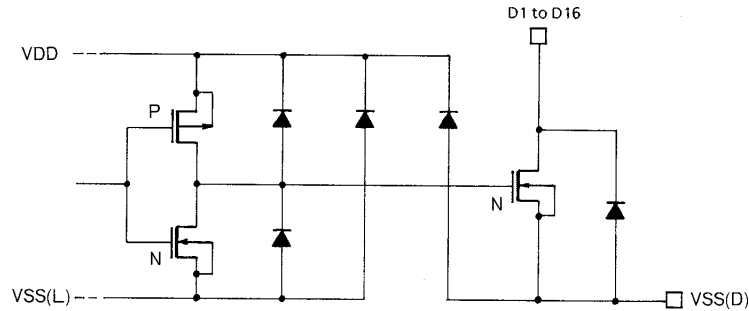 D1 to D16
VDD
P
N
N
VSS(L)
VSS(D)